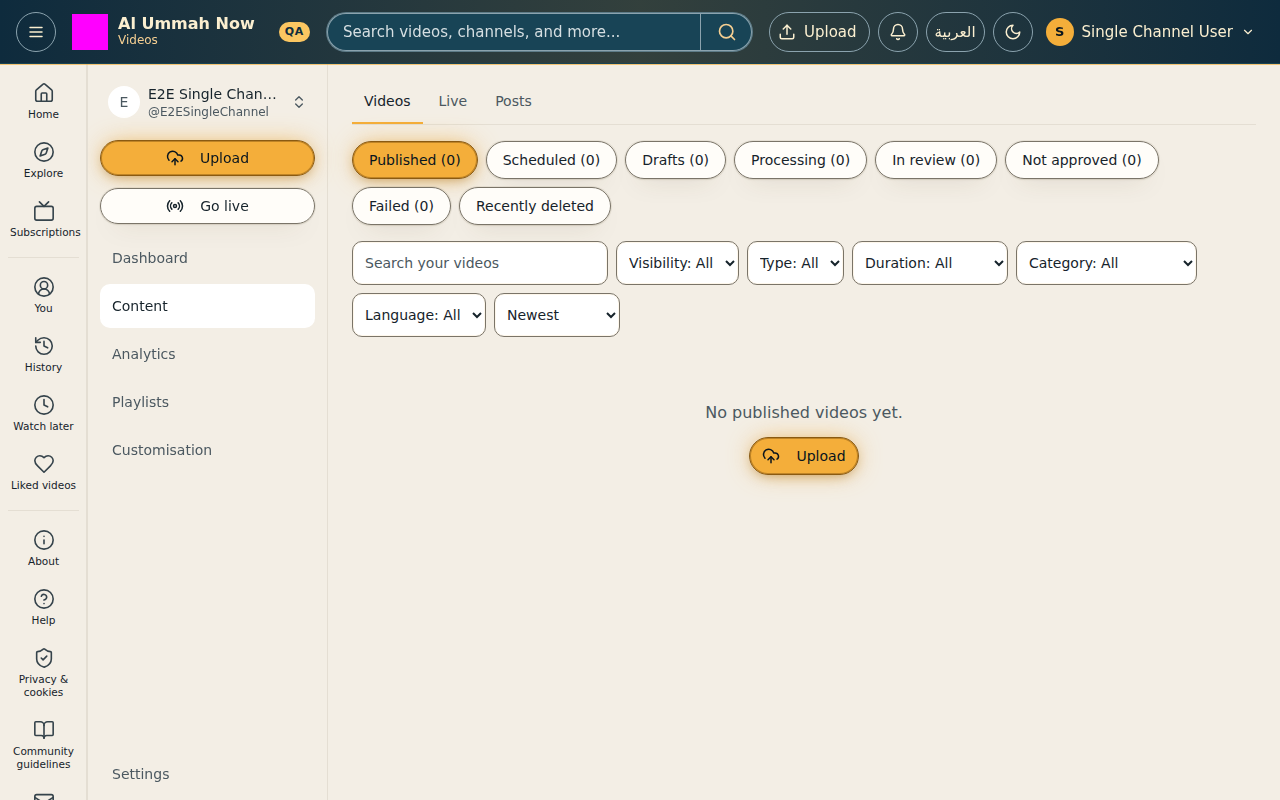 Al Ummah Now
Videos
QA
Search videos, channels, and more...
Upload
العربية
S
Single Channel User
Home
Explore
Subscriptions
You
History
Watch later
Liked videos
About
Help
Privacy &
cookies
Community
guidelines
E
E2E Single Chan...
@E2ESingleChannel
Upload
Go live
Dashboard
Content
Analytics
Playlists
Customisation
Settings
Videos Live Posts
Published (0) Scheduled (0) Drafts (0) Processing (0) In review (0) Not approved (0)
Failed (0) Recently deleted
Search your videos Visibility: All Type: All Duration: All Category: All
Language: All Newest
No published videos yet.
Upload